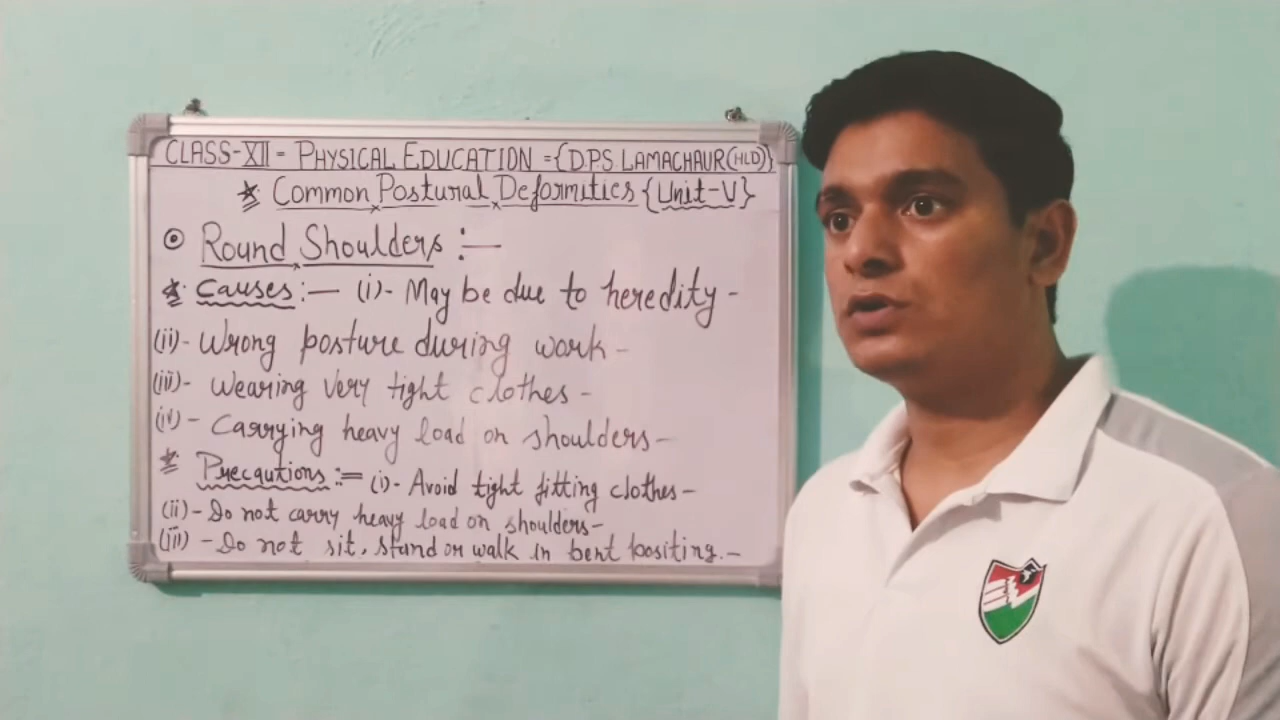 CLASS-XII - PHYSICAL EDUCATION = {D.P.S. LAMACHAUR(HLD)}
* Common Postural Deformities {Unit-V}
Round Shoulders :—
* Causes :— (i)- May be due to heredity -
(ii)- Wrong posture during work -
(iii)- Wearing very tight clothes -
(iv) - Carrying heavy load on shoulders -
* Precautions := (i)- Avoid tight fitting clothes -
(ii) - Do not carry heavy load on shoulders -
(iii) - Do not sit, stand or walk in bent positing. -